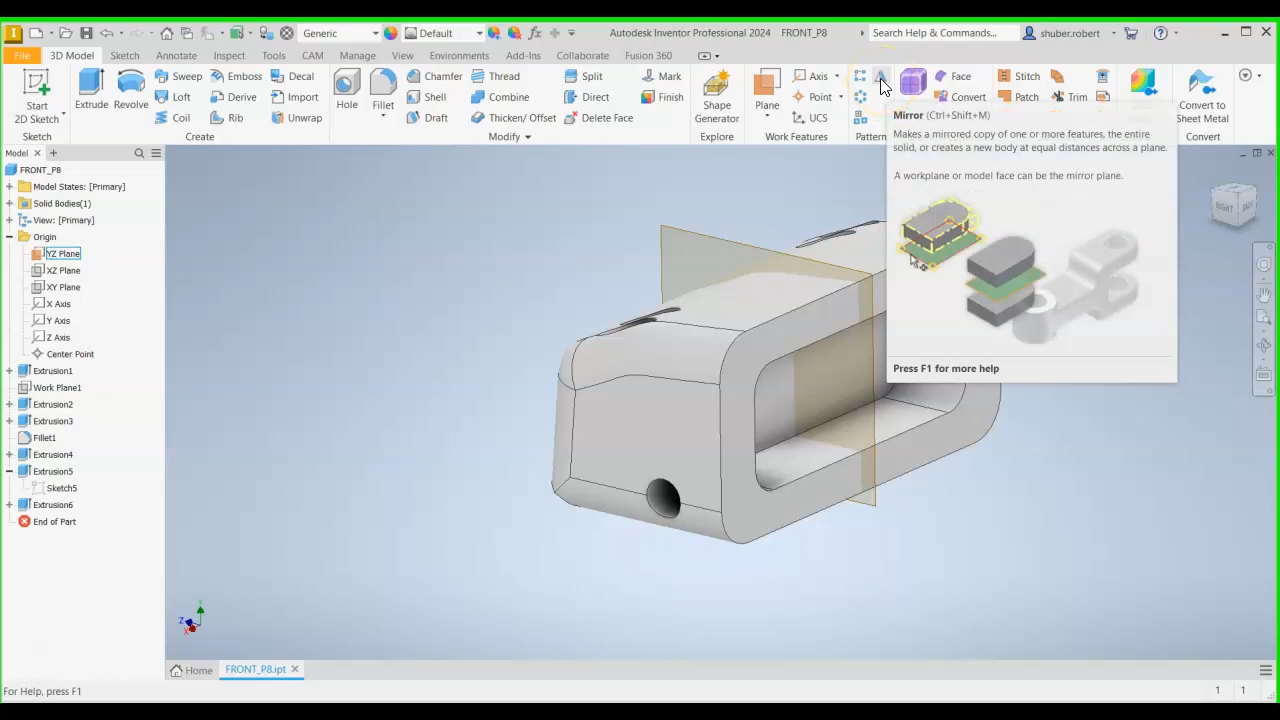 Generic
Default
Autodesk Inventor Professional 2024 FRONT_P8
Search Help & Commands...
shuber.robert
File 3D Model Sketch Annotate Inspect Tools CAM Manage View Environments Add-Ins Collaborate Fusion 360
Start
2D Sketch
Sketch
Extrude Revolve
Sweep Emboss Decal
Loft Derive Import
Coil Rib Unwrap
Create
Hole Fillet
Chamfer Thread Split Mark
Shell Combine Direct Finish
Draft Thicken/ Offset Delete Face
Modify
Shape
Generator
Explore
Plane
Axis
Point
UCS
Work Features
Pattern
Face Stitch
Convert Patch Trim
Convert to
Sheet Metal
Convert
Mirror (Ctrl+Shift+M)
Makes a mirrored copy of one or more features, the entire
solid, or creates a new body at equal distances across a plane.
A workplane or model face can be the mirror plane.
Press F1 for more help
Model
FRONT_P8
Model States: [Primary]
Solid Bodies(1)
View: [Primary]
Origin
YZ Plane
XZ Plane
XY Plane
X Axis
Y Axis
Z Axis
Center Point
Extrusion1
Work Plane1
Extrusion2
Extrusion3
Fillet1
Extrusion4
Extrusion5
Sketch5
Extrusion6
End of Part
RIGHT
Y
Z
X
Home FRONT_P8.ipt
For Help, press F1
1 1